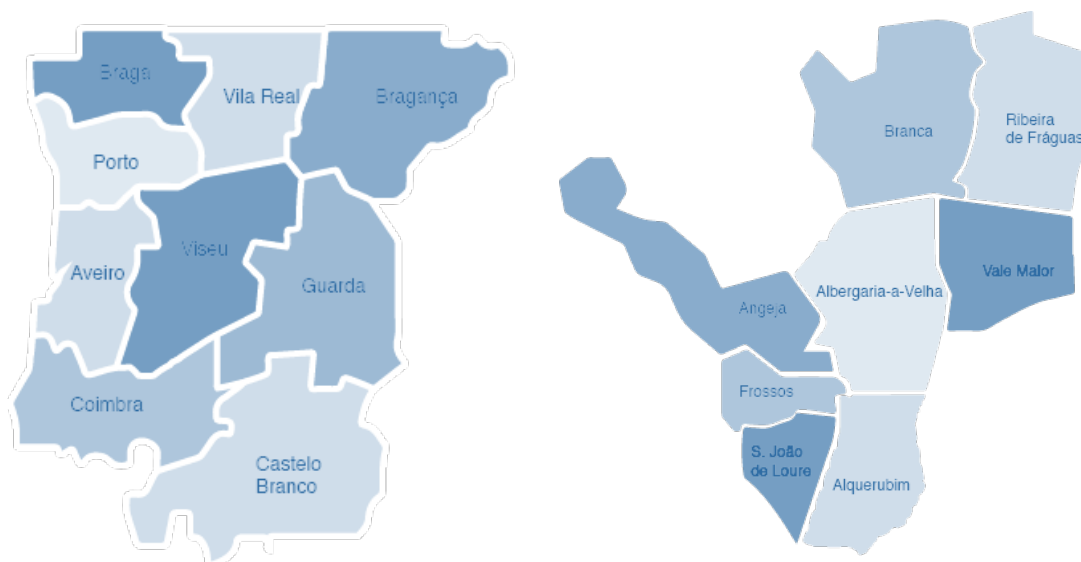 Braga
Vila Real
Bragança
Porto
Viseu
Aveiro
Guarda
Coimbra
Castelo
Branco
Branca
Ribeira
de Fráguas
Vale Maior
Albergaria-a-Velha
Angeja
Frossos
S. João
de Loure
Alquerubim